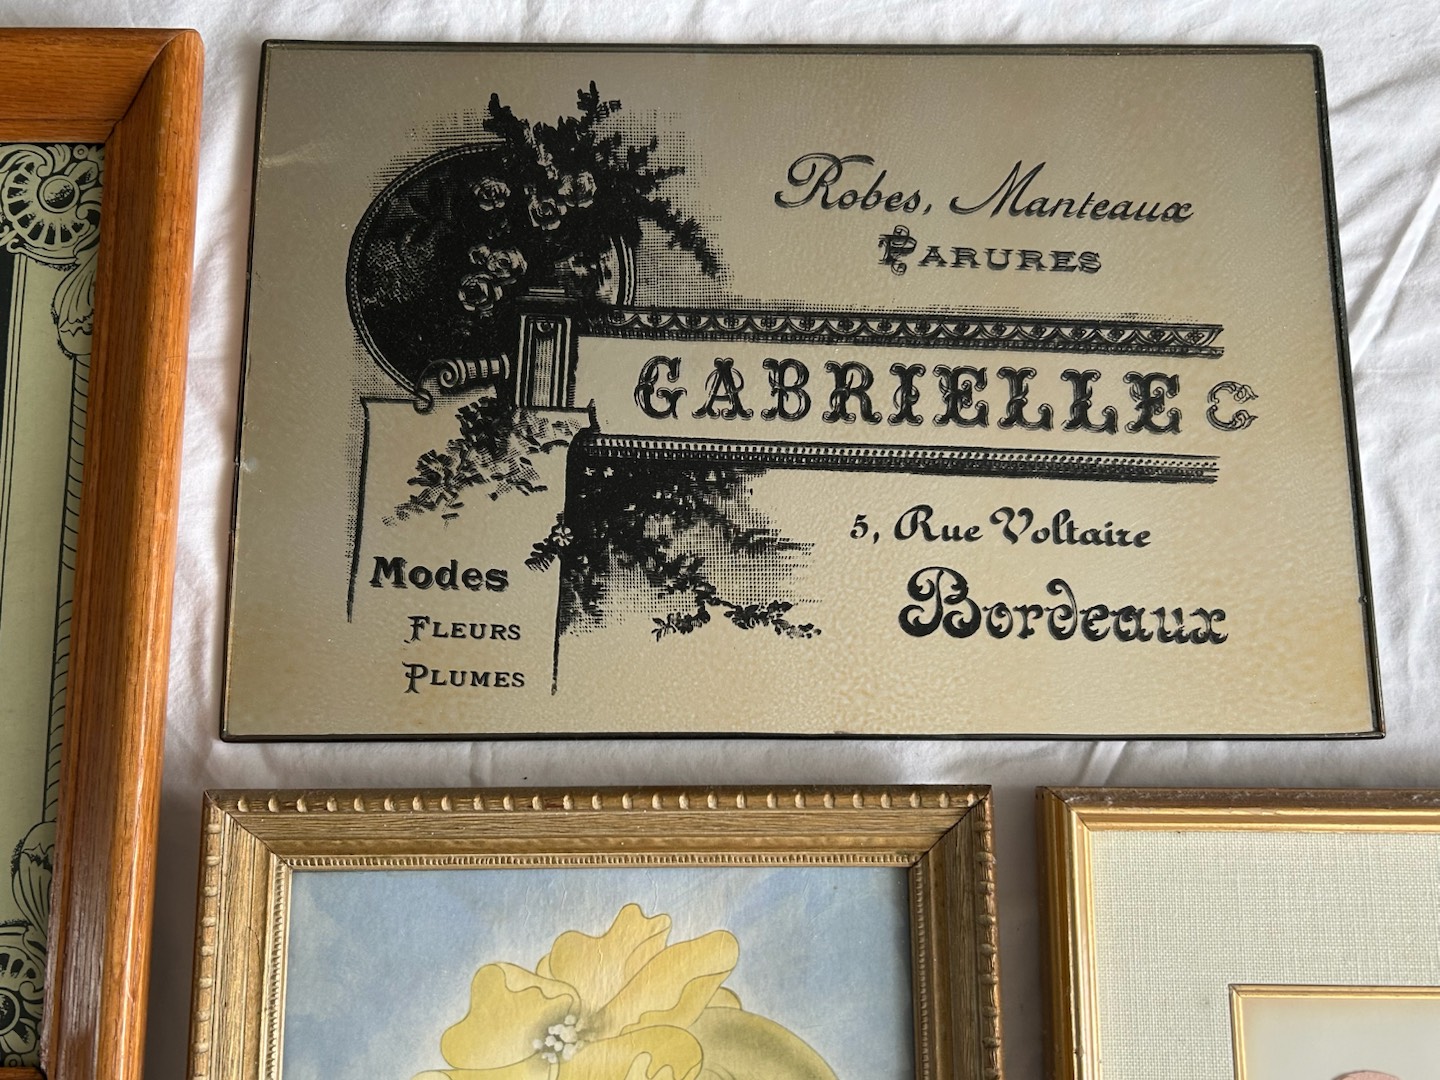 Robes, Manteaux
PARURES
GABRIELLE C
5, Rue Voltaire
Bordeaux
Modes
FLEURS
PLUMES